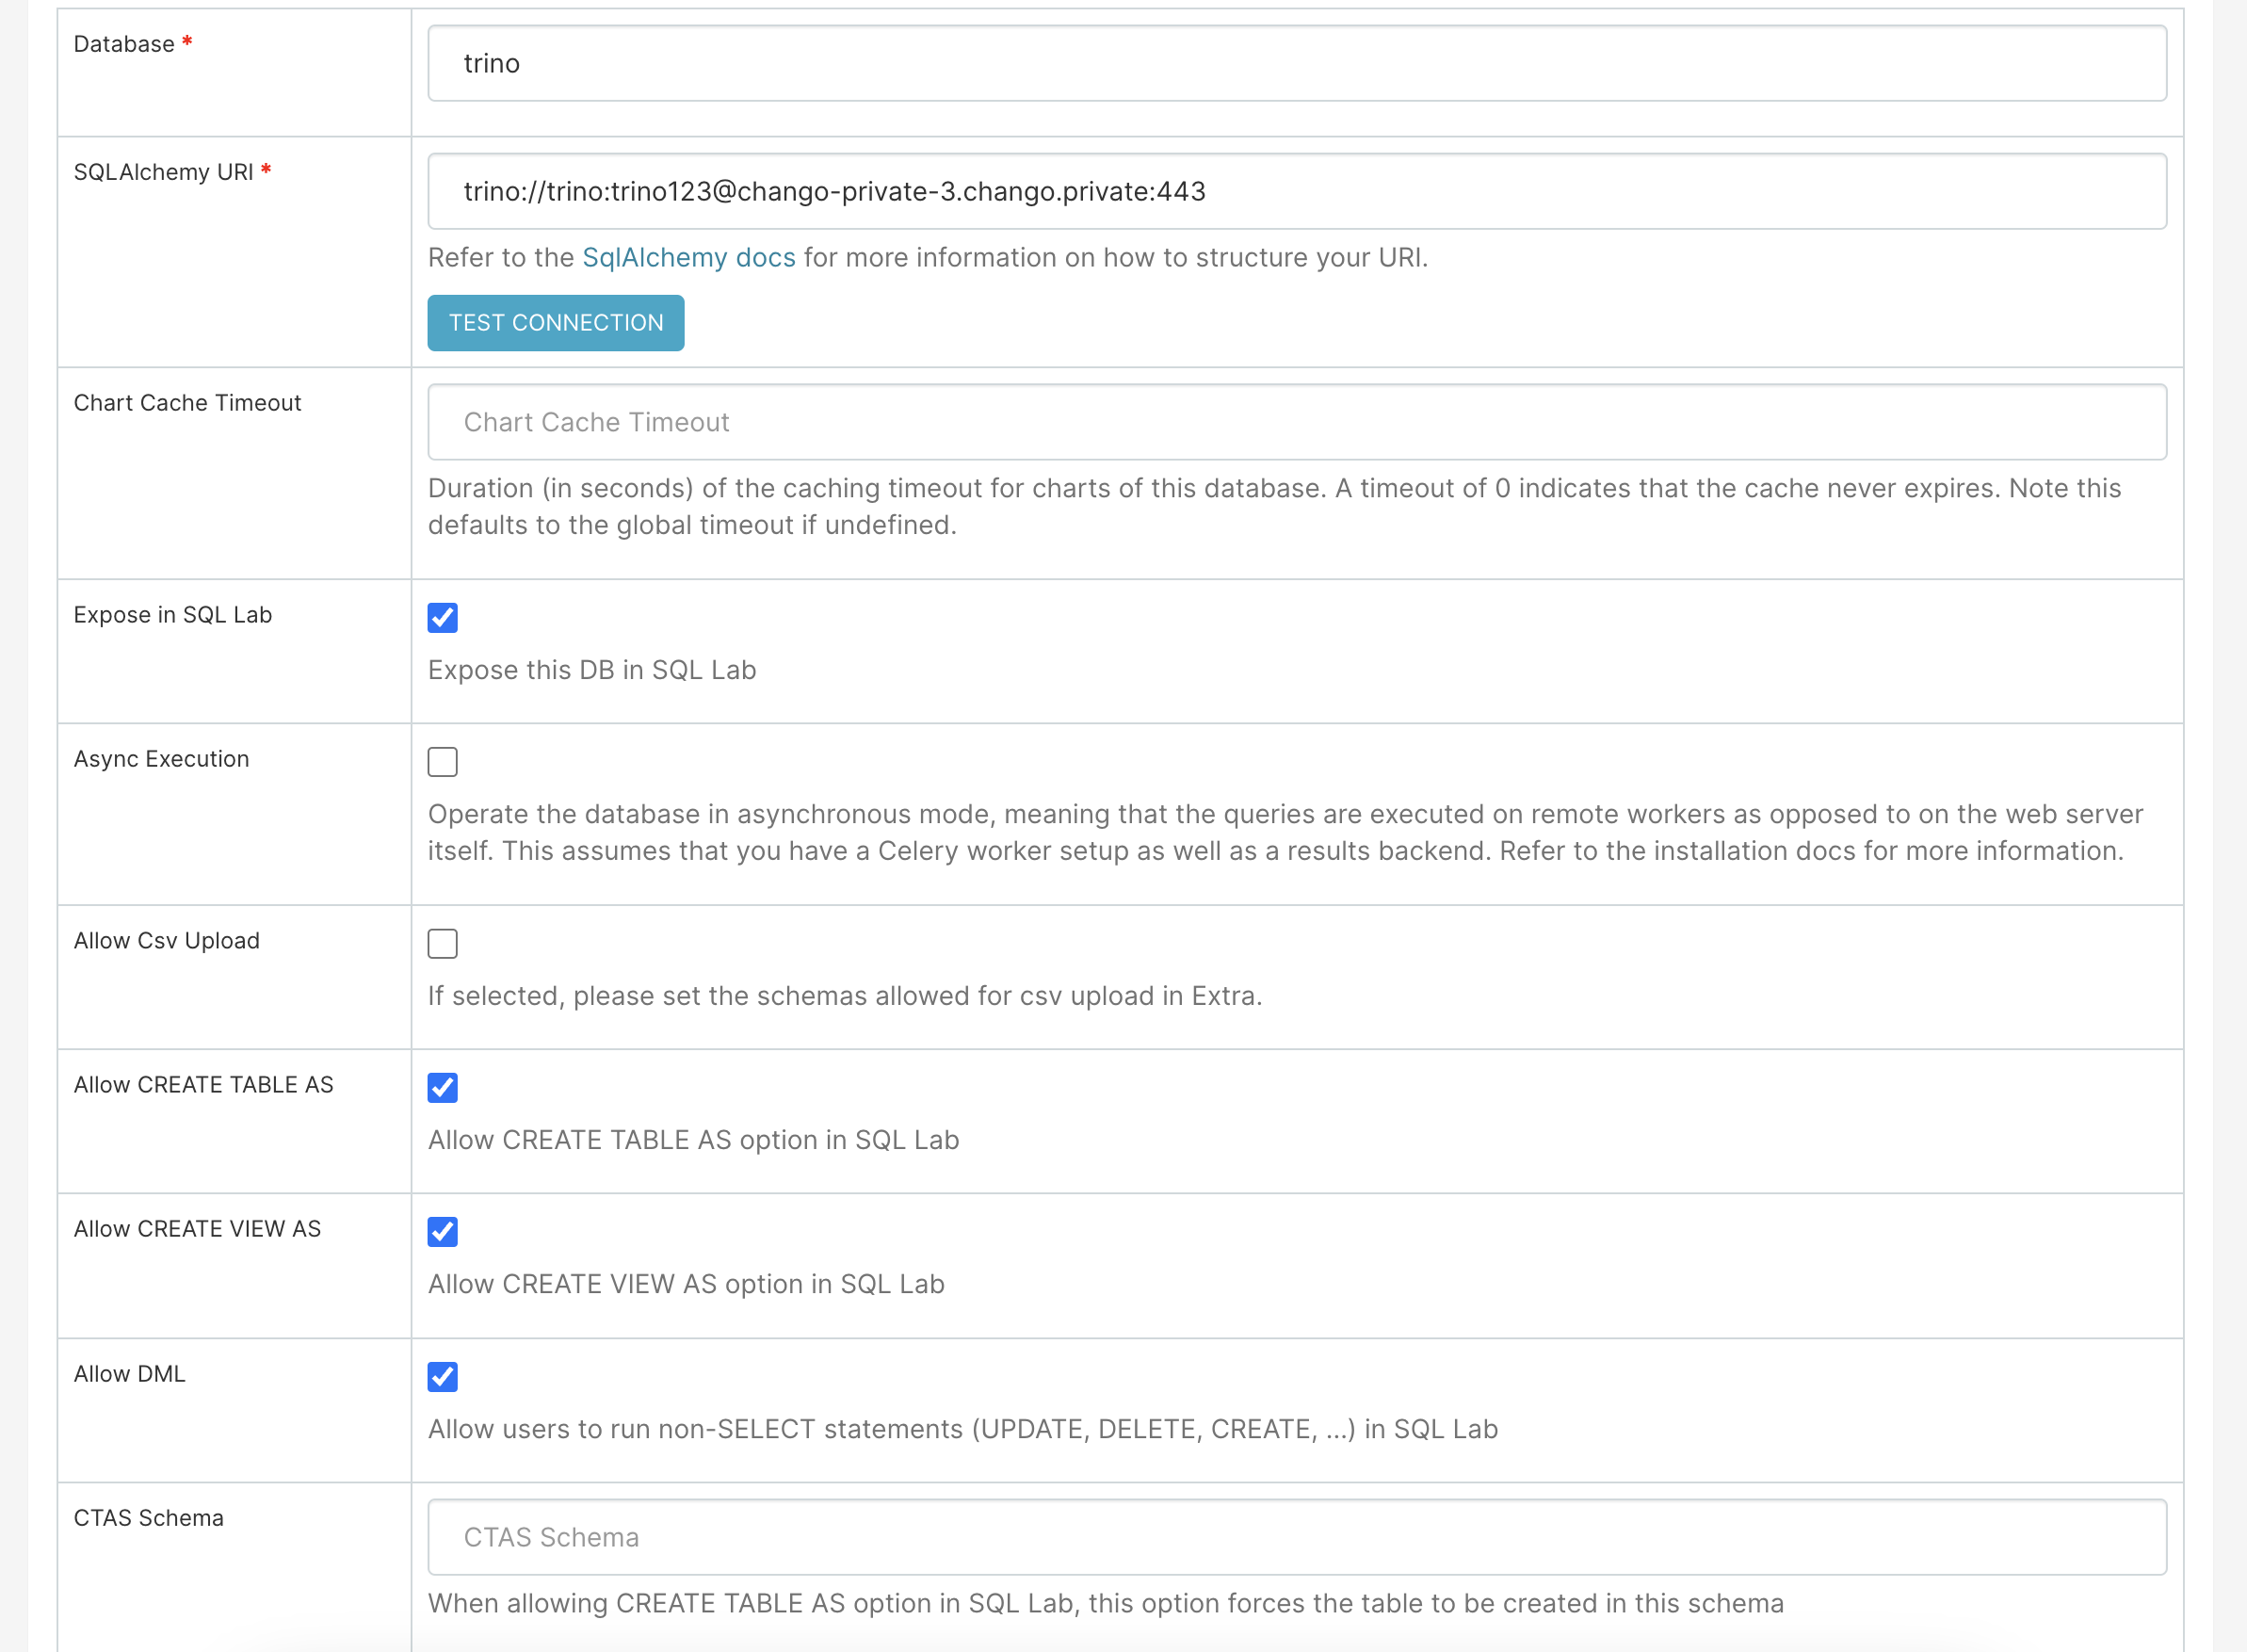 Database *
trino
SQLAlchemy URI *
trino://trino:trino123@chango-private-3.chango.private:443
Refer to the SqlAlchemy docs for more information on how to structure your URI.
TEST CONNECTION
Chart Cache Timeout
Chart Cache Timeout
Duration (in seconds) of the caching timeout for charts of this database. A timeout of 0 indicates that the cache never expires. Note this
defaults to the global timeout if undefined.
Expose in SQL Lab
Expose this DB in SQL Lab
Async Execution
Operate the database in asynchronous mode, meaning that the queries are executed on remote workers as opposed to on the web server
itself. This assumes that you have a Celery worker setup as well as a results backend. Refer to the installation docs for more information.
Allow Csv Upload
If selected, please set the schemas allowed for csv upload in Extra.
Allow CREATE TABLE AS
Allow CREATE TABLE AS option in SQL Lab
Allow CREATE VIEW AS
Allow CREATE VIEW AS option in SQL Lab
Allow DML
Allow users to run non-SELECT statements (UPDATE, DELETE, CREATE, ...) in SQL Lab
CTAS Schema
CTAS Schema
When allowing CREATE TABLE AS option in SQL Lab, this option forces the table to be created in this schema